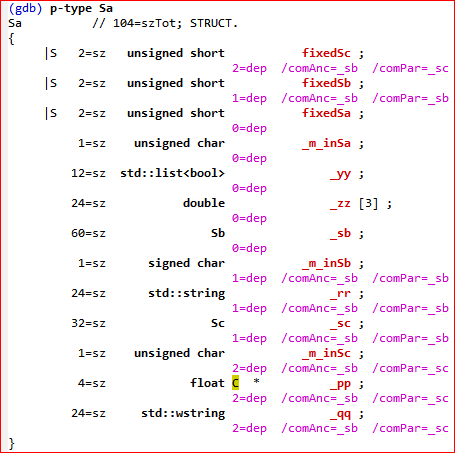 (gdb) p-type Sa
Sa // 104=szTot; STRUCT.
{
|S 2=sz unsigned short fixedSc ;
2=dep /comAnc=_sb /comPar=_sc
|S 2=sz unsigned short fixedSb ;
1=dep /comAnc=_sb /comPar=_sb
|S 2=sz unsigned short fixedSa ;
0=dep
1=sz unsigned char _m_inSa ;
0=dep
12=sz std::list<bool> _yy ;
0=dep
24=sz double _zz [3] ;
0=dep
60=sz Sb _sb ;
0=dep
1=sz signed char _m_inSb ;
1=dep /comAnc=_sb /comPar=_sb
24=sz std::string _rr ;
1=dep /comAnc=_sb /comPar=_sb
32=sz Sc _sc ;
1=dep /comAnc=_sb /comPar=_sb
1=sz unsigned char _m_inSc ;
2=dep /comAnc=_sb /comPar=_sc
4=sz float C * _pp ;
2=dep /comAnc=_sb /comPar=_sc
24=sz std::wstring _qq ;
2=dep /comAnc=_sb /comPar=_sc
}